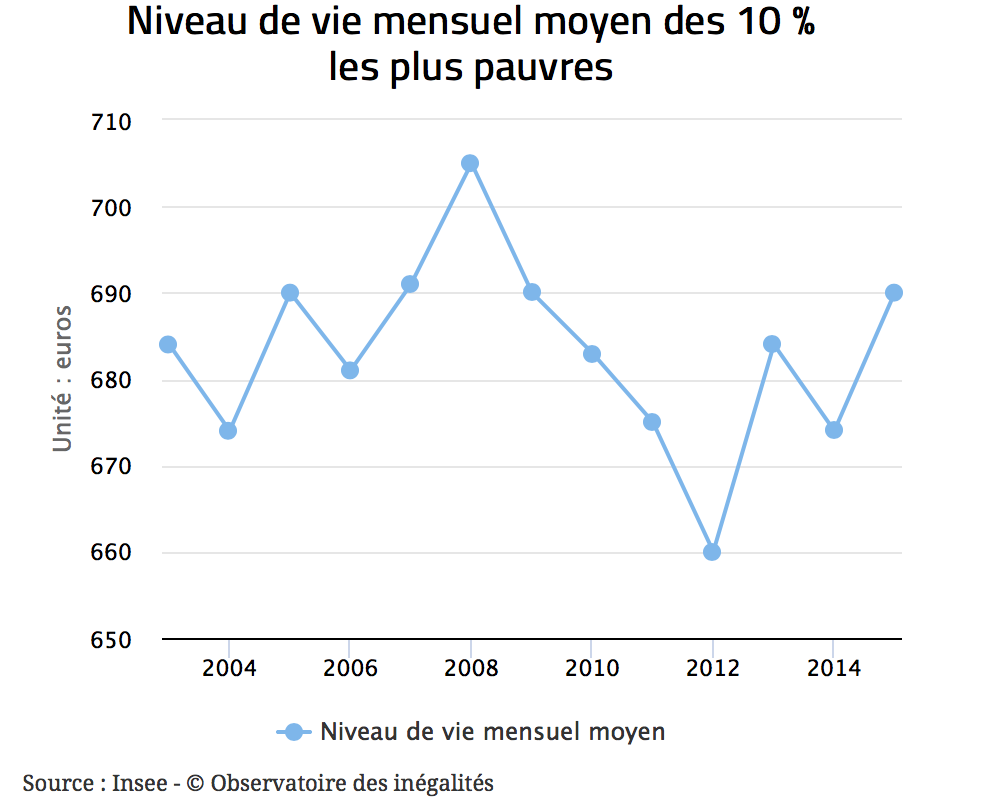 Niveau de vie mensuel moyen des 10 %
les plus pauvres
710
700
690
680
670
660
650
Unité : euros
2004 2006 2008 2010 2012 2014
Niveau de vie mensuel moyen
Source : Insee - © Observatoire des inégalités